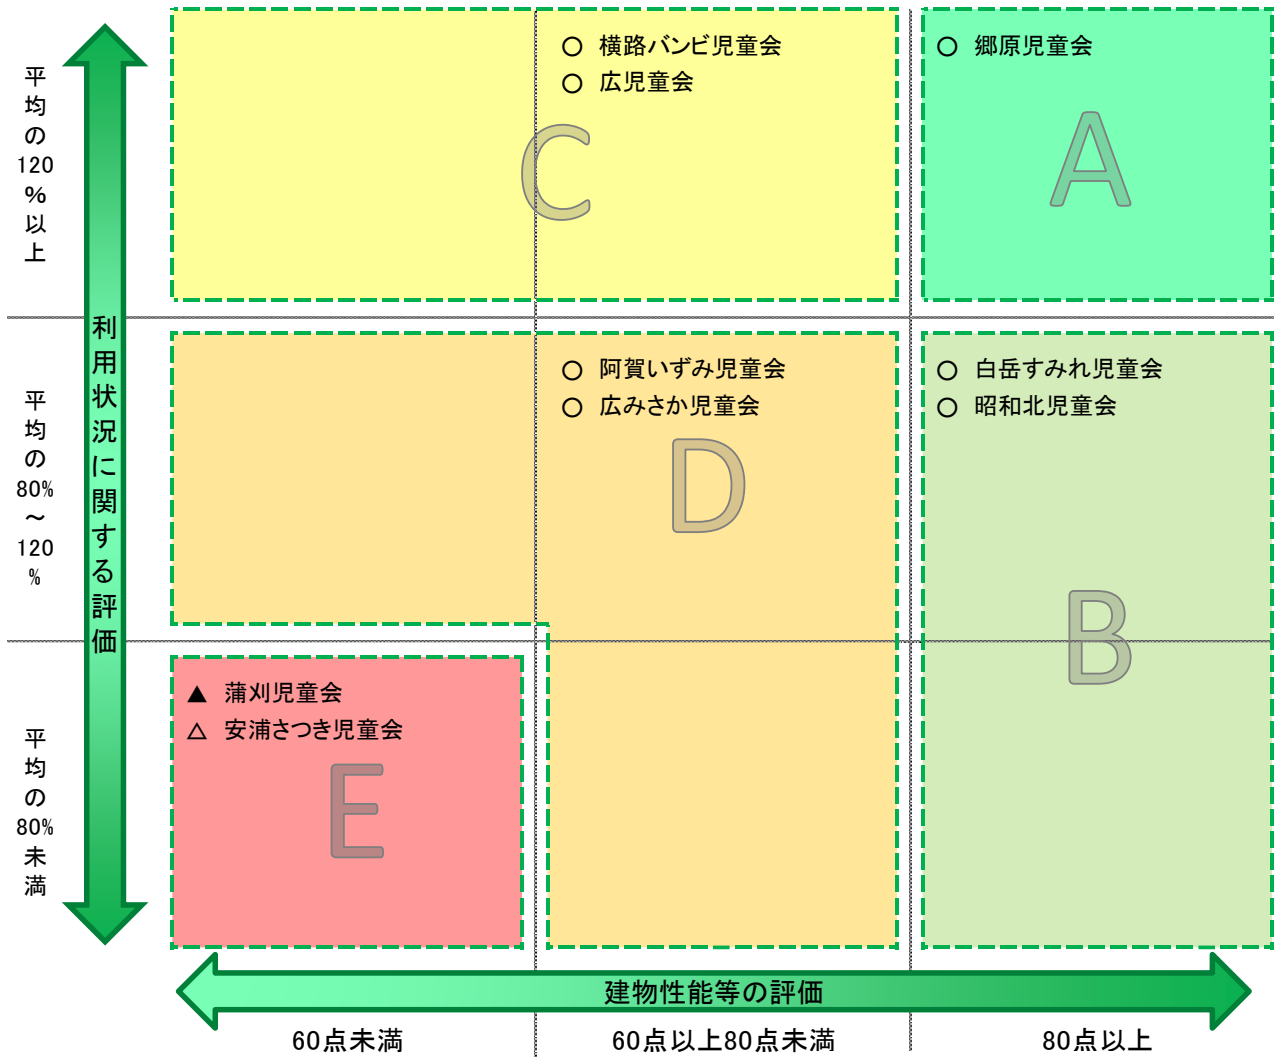 平均の120%以上
○ 横路バンビ児童会
○ 広児童会
C
○ 郷原児童会
A
利用状況に関する評価
平均の80%～120%
○ 阿賀いずみ児童会
○ 広みさか児童会
D
○ 白岳すみれ児童会
○ 昭和北児童会
B
平均の80%未満
▲ 蒲刈児童会
△ 安浦さつき児童会
E
建物性能等の評価
60点未満
60点以上80点未満
80点以上